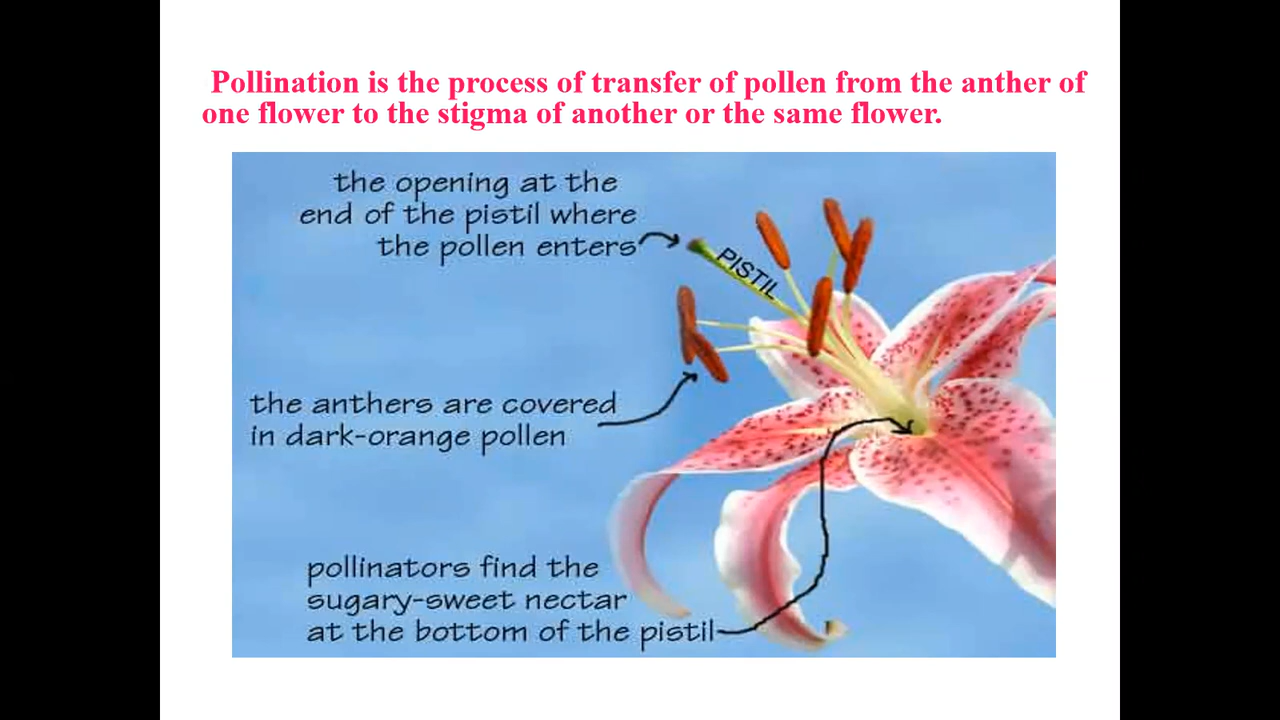 Pollination is the process of transfer of pollen from the anther of
one flower to the stigma of another or the same flower.
the opening at the
end of the pistil where
the pollen enters
PISTIL
the anthers are covered
in dark-orange pollen
pollinators find the
sugary-sweet nectar
at the bottom of the pistil